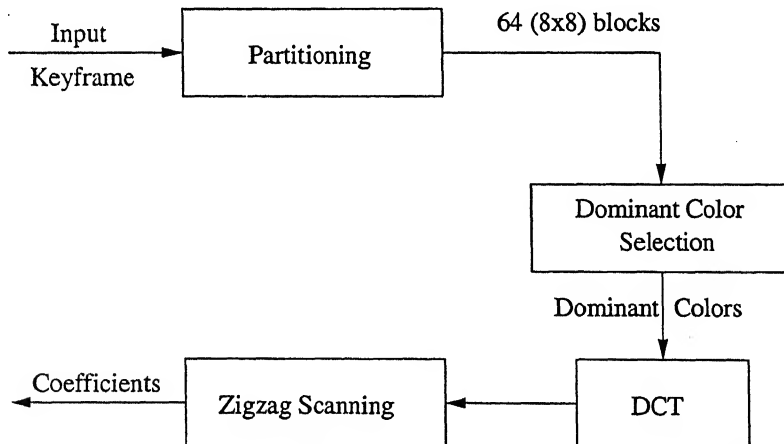 Input
Keyframe
Partitioning
64 (8x8) blocks
Dominant Color
Selection
Dominant Colors
DCT
Zigzag Scanning
Coefficients